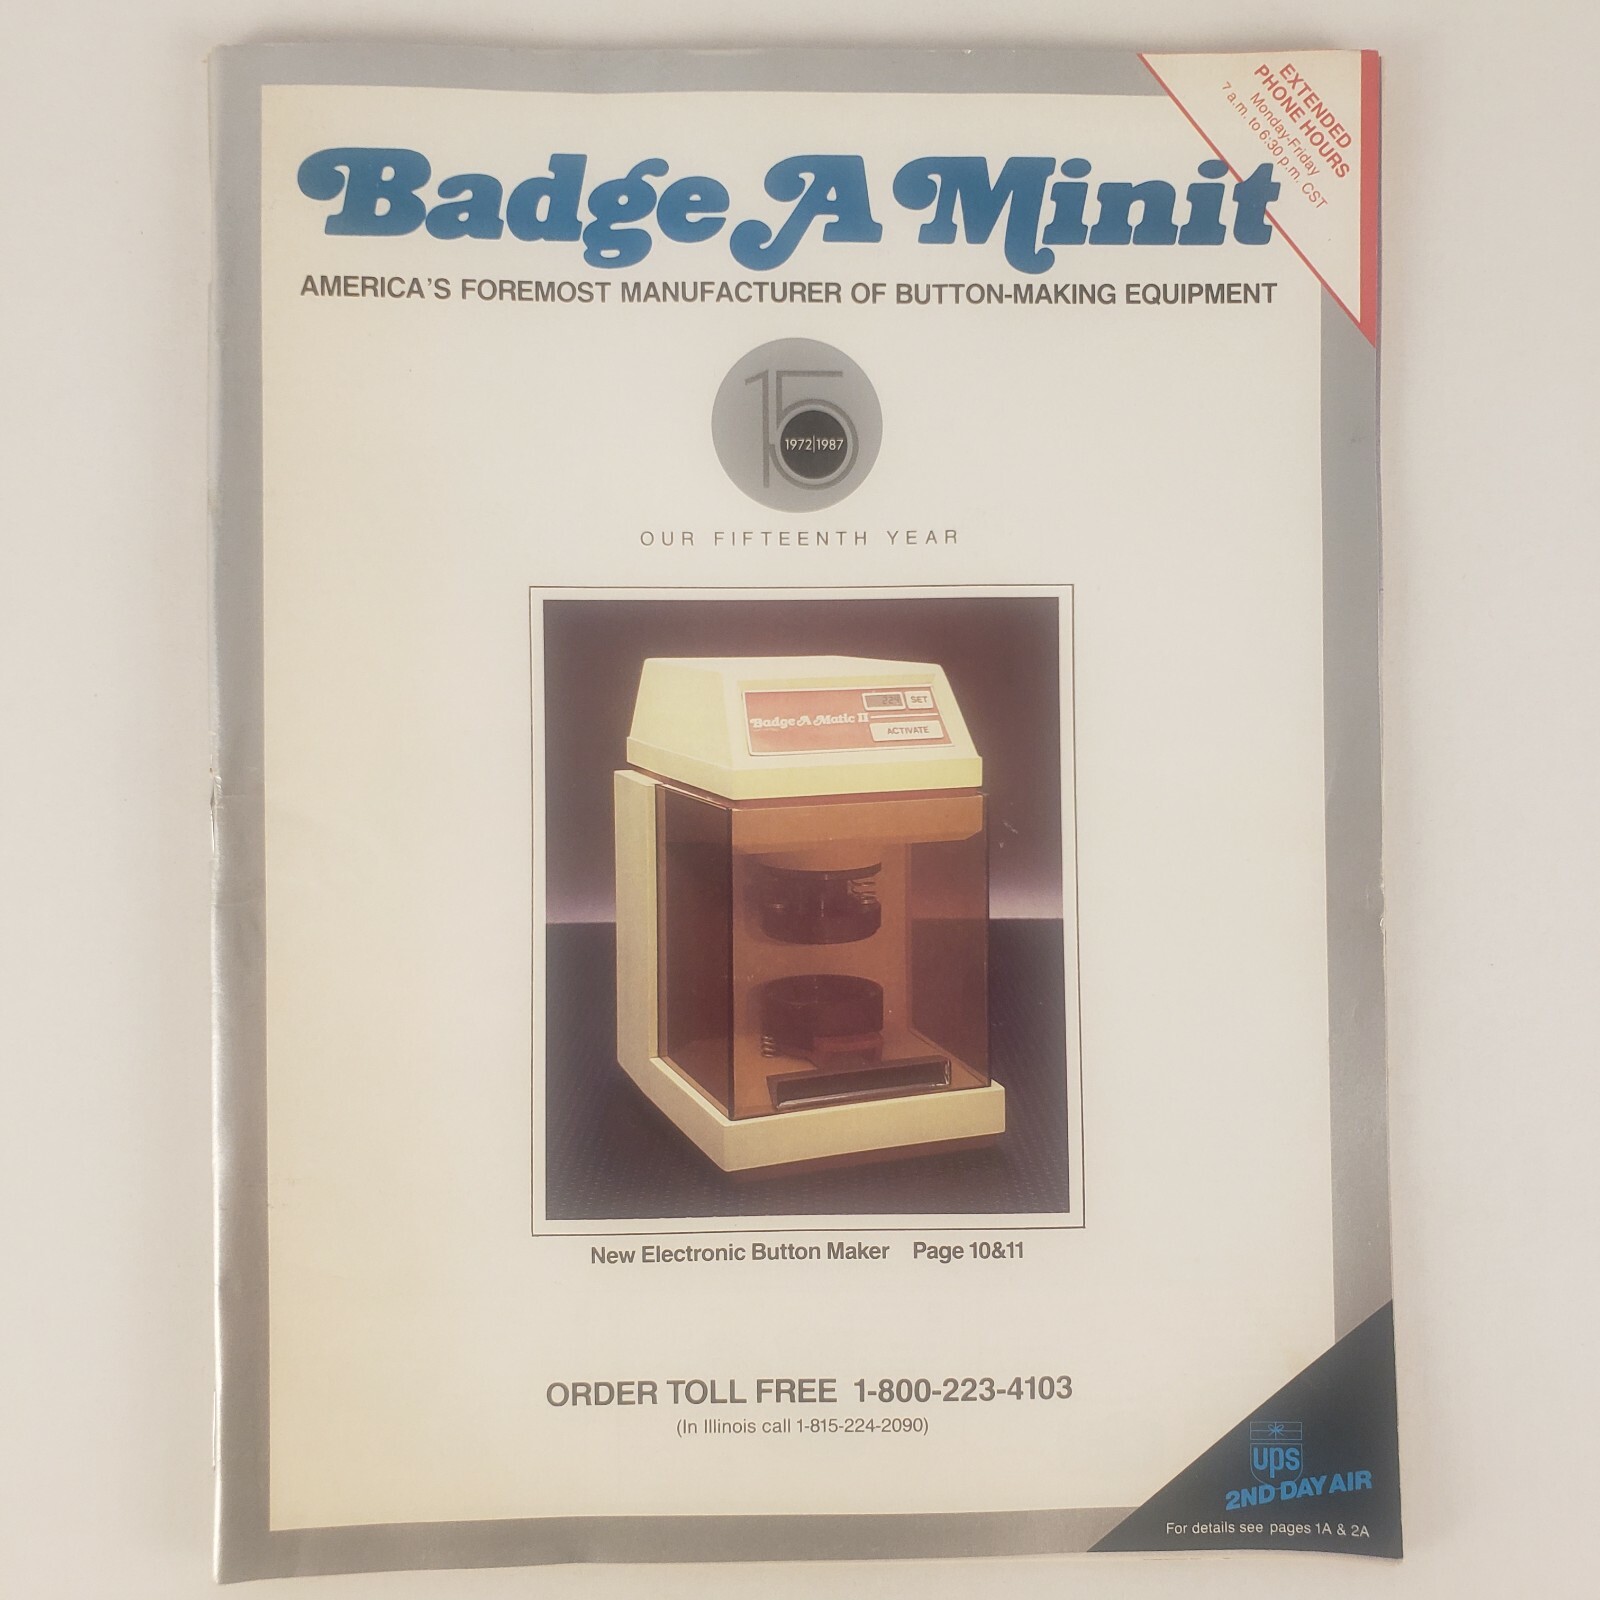 EXTENDED
PHONE HOURS
Monday-Friday
7 a.m. to 6:30 p.m. CST
Badge A Minit
AMERICA'S FOREMOST MANUFACTURER OF BUTTON-MAKING EQUIPMENT
15
1972|1987
OUR FIFTEENTH YEAR
Badge A Matic II
SET
ACTIVATE
New Electronic Button Maker Page 10&11
ORDER TOLL FREE 1-800-223-4103
(In Illinois call 1-815-224-2090)
ups
2ND DAY AIR
For details see pages 1A & 2A